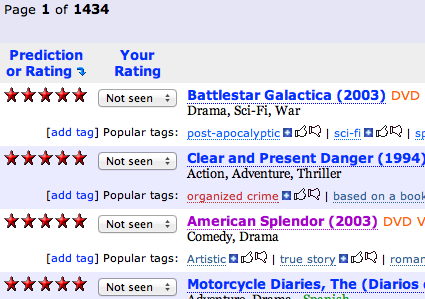 Page 1 of 1434
Prediction or Rating
Your Rating
Not seen
Battlestar Galactica (2003) DVD
Drama, Sci-Fi, War
[add tag] Popular tags: post-apocalyptic | sci-fi |
Not seen
Clear and Present Danger (1994)
Action, Adventure, Thriller
[add tag] Popular tags: organized crime | based on a book
Not seen
American Splendor (2003) DVD
Comedy, Drama
[add tag] Popular tags: Artistic | true story |
Not seen
Motorcycle Diaries, The (Diarios
Adventure, Drama - Spanish